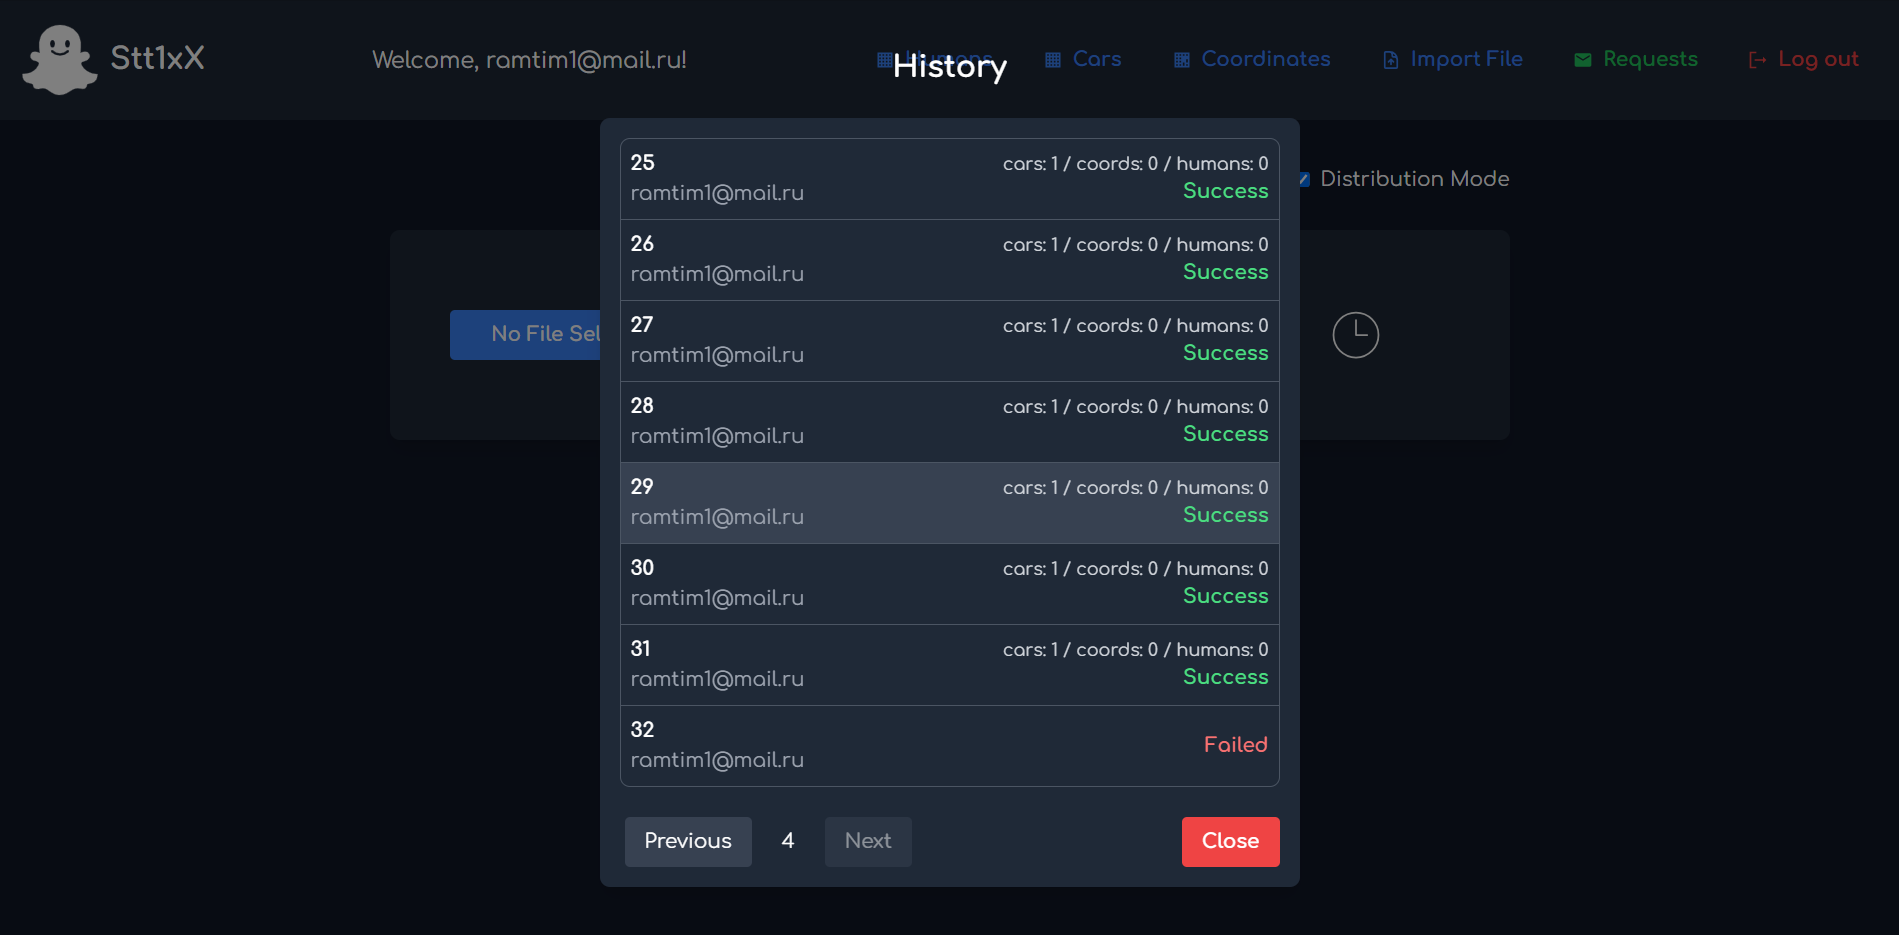 Stt1xX
Welcome, ramtim1@mail.ru!
Humans
Cars
Coordinates
Import File
Requests
Log out
History
Distribution Mode
No File Sel
25
cars: 1 / coords: 0 / humans: 0
ramtim1@mail.ru
Success
26
cars: 1 / coords: 0 / humans: 0
ramtim1@mail.ru
Success
27
cars: 1 / coords: 0 / humans: 0
ramtim1@mail.ru
Success
28
cars: 1 / coords: 0 / humans: 0
ramtim1@mail.ru
Success
29
cars: 1 / coords: 0 / humans: 0
ramtim1@mail.ru
Success
30
cars: 1 / coords: 0 / humans: 0
ramtim1@mail.ru
Success
31
cars: 1 / coords: 0 / humans: 0
ramtim1@mail.ru
Success
32
ramtim1@mail.ru
Failed
Previous
4
Next
Close